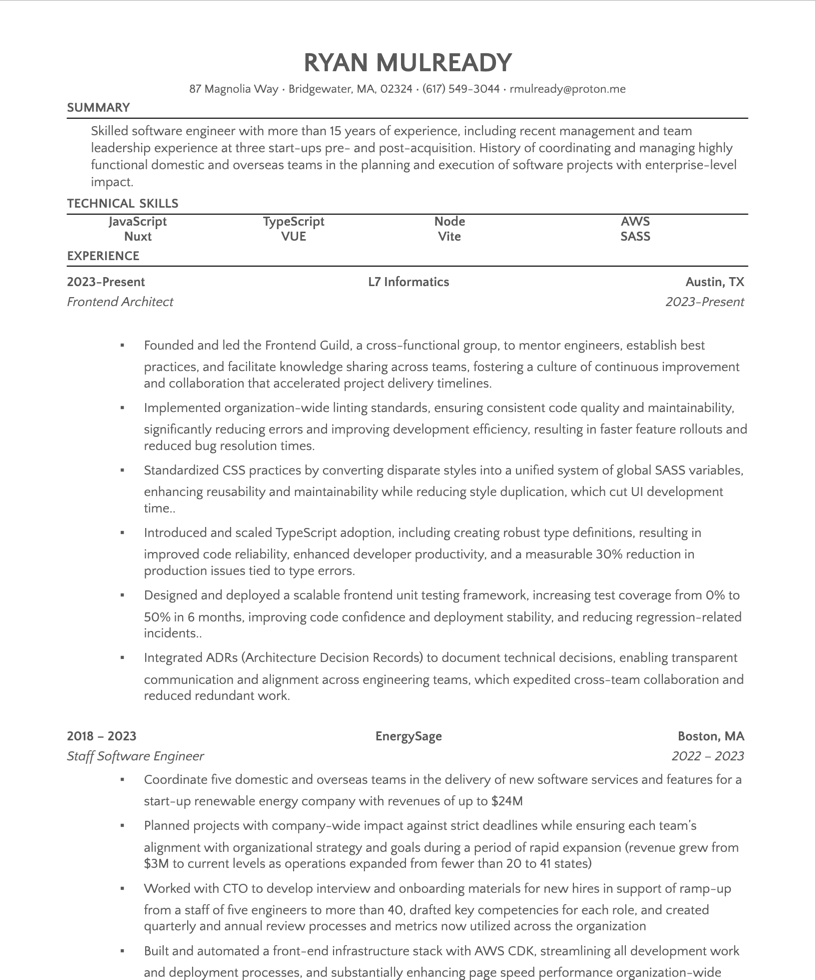 RYAN MULREADY
87 Magnolia Way · Bridgewater, MA, 02324 · (617) 549-3044 · rmulready@proton.me
SUMMARY
Skilled software engineer with more than 15 years of experience, including recent management and team
leadership experience at three start-ups pre- and post-acquisition. History of coordinating and managing highly
functional domestic and overseas teams in the planning and execution of software projects with enterprise-level
impact.
TECHNICAL SKILLS
JavaScript TypeScript Node AWS
Nuxt VUE Vite SASS
EXPERIENCE
2023-Present L7 Informatics Austin, TX
Frontend Architect 2023-Present
▪ Founded and led the Frontend Guild, a cross-functional group, to mentor engineers, establish best
practices, and facilitate knowledge sharing across teams, fostering a culture of continuous improvement
and collaboration that accelerated project delivery timelines.
▪ Implemented organization-wide linting standards, ensuring consistent code quality and maintainability,
significantly reducing errors and improving development efficiency, resulting in faster feature rollouts and
reduced bug resolution times.
▪ Standardized CSS practices by converting disparate styles into a unified system of global SASS variables,
enhancing reusability and maintainability while reducing style duplication, which cut UI development
time..
▪ Introduced and scaled TypeScript adoption, including creating robust type definitions, resulting in
improved code reliability, enhanced developer productivity, and a measurable 30% reduction in
production issues tied to type errors.
▪ Designed and deployed a scalable frontend unit testing framework, increasing test coverage from 0% to
50% in 6 months, improving code confidence and deployment stability, and reducing regression-related
incidents..
▪ Integrated ADRs (Architecture Decision Records) to document technical decisions, enabling transparent
communication and alignment across engineering teams, which expedited cross-team collaboration and
reduced redundant work.
2018 – 2023 EnergySage Boston, MA
Staff Software Engineer 2022 – 2023
▪ Coordinate five domestic and overseas teams in the delivery of new software services and features for a
start-up renewable energy company with revenues of up to $24M
▪ Planned projects with company-wide impact against strict deadlines while ensuring each team's
alignment with organizational strategy and goals during a period of rapid expansion (revenue grew from
$3M to current levels as operations expanded from fewer than 20 to 41 states)
▪ Worked with CTO to develop interview and onboarding materials for new hires in support of ramp-up
from a staff of five engineers to more than 40, drafted key competencies for each role, and created
quarterly and annual review processes and metrics now utilized across the organization
▪ Built and automated a front-end infrastructure stack with AWS CDK, streamlining all development work
and deployment processes, and substantially enhancing page speed performance organization-wide